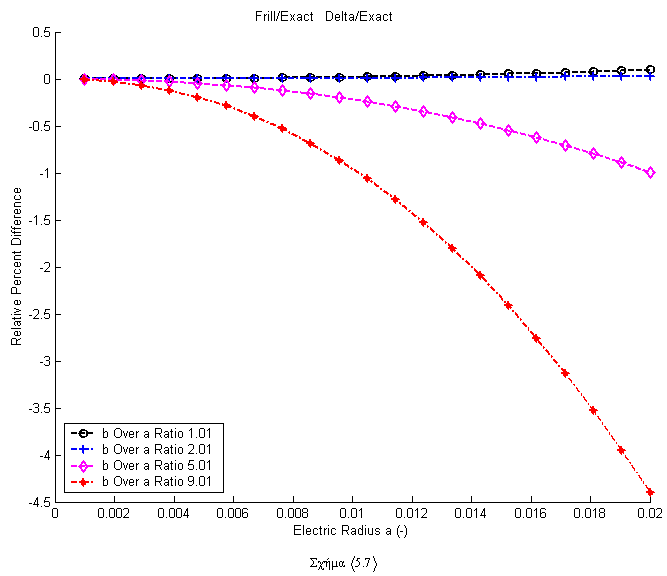 Frill/Exact Delta/Exact
0.5
0
-0.5
-1
-1.5
-2
-2.5
-3
-3.5
-4
-4.5
Relative Percent Difference
b Over a Ratio 1.01
b Over a Ratio 2.01
b Over a Ratio 5.01
b Over a Ratio 9.01
0 0.002 0.004 0.006 0.008 0.01 0.012 0.014 0.016 0.018 0.02
Electric Radius a (-)
Σχήμα ⟨5.7⟩